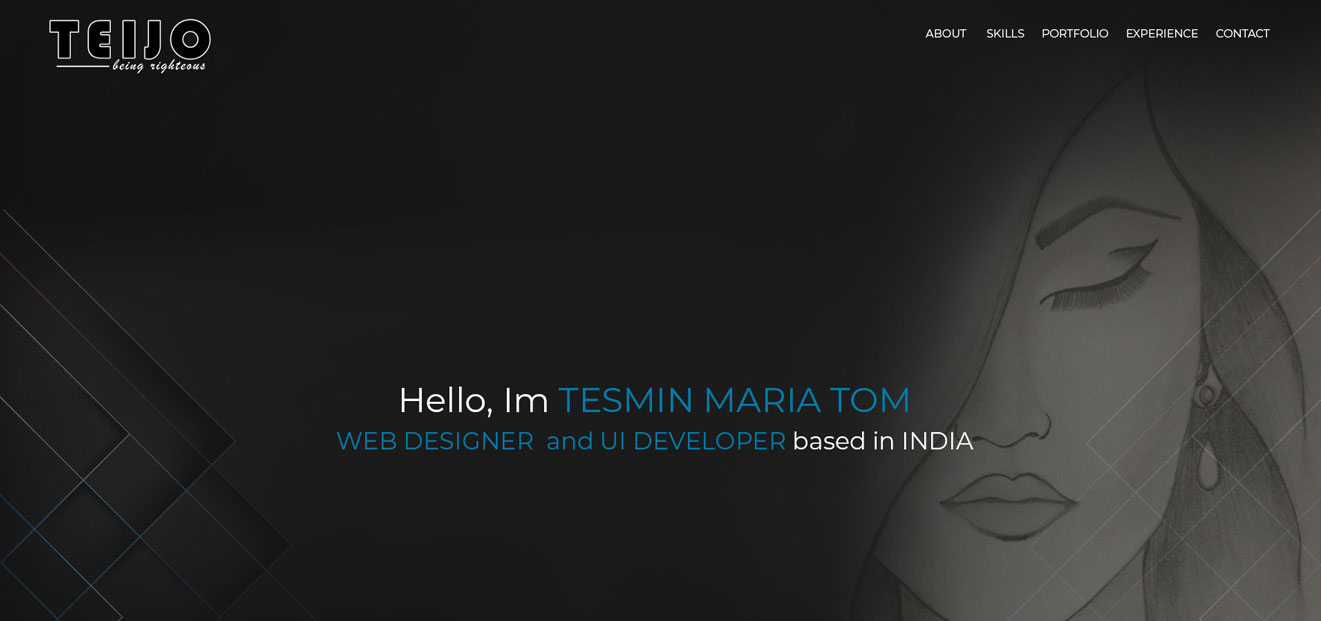 TEIJO
being righteous
ABOUT SKILLS PORTFOLIO EXPERIENCE CONTACT
Hello, Im TESMIN MARIA TOM
WEB DESIGNER and UI DEVELOPER based in INDIA